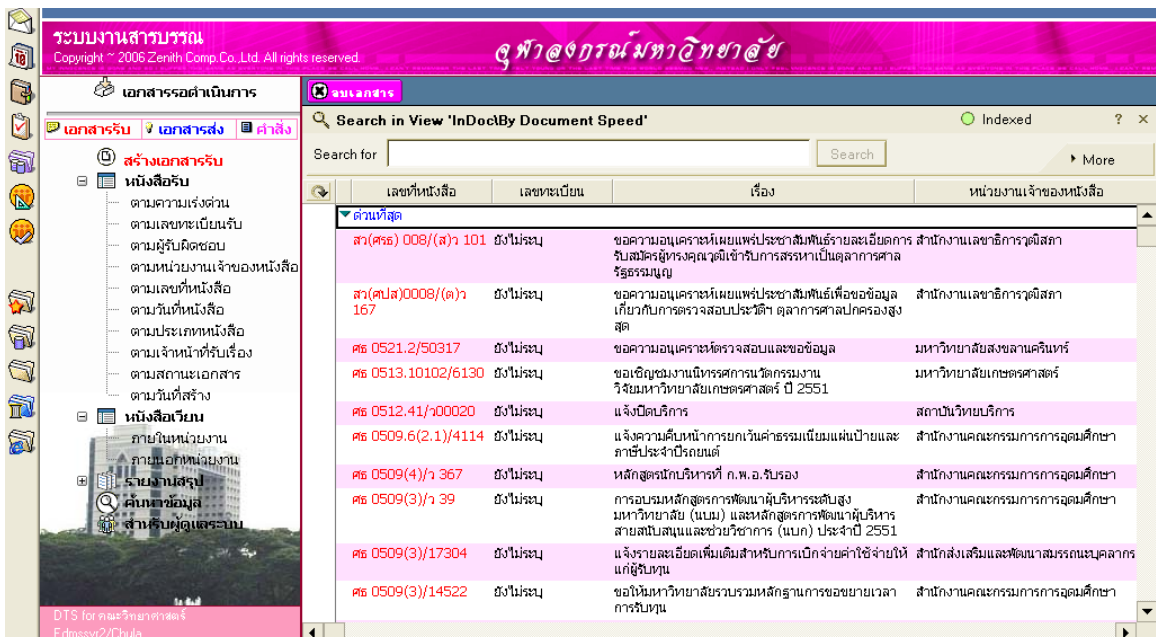 ระบบงานสารบรรณ
Copyright ~ 2006 Zenith Comp.Co.,Ltd. All rights reserved.
จุฬาลงกรณ์มหาวิทยาลัย
เอกสารรอดำเนินการ
ลบเอกสาร
เอกสารรับ เอกสารส่ง คำสั่ง
Search in View 'InDoc\By Document Speed'
Indexed ? ×
Search for Search
More
สร้างเอกสารรับ
หนังสือรับ
ตามความเร่งด่วน
ตามเลขทะเบียนรับ
ตามผู้รับผิดชอบ
ตามหน่วยงานเจ้าของหนังสือ
ตามเลขที่หนังสือ
ตามวันที่หนังสือ
ตามประเภทหนังสือ
ตามเจ้าหน้าที่รับเรื่อง
ตามสถานะเอกสาร
ตามวันที่สร้าง
หนังสือเวียน
ภายในหน่วยงาน
ภายนอกหน่วยงาน
รายงานสรุป
ค้นหาข้อมูล
สำหรับผู้ดูแลระบบ
DTS for คณะวิทยาศาสตร์
Edmssvr2/Chula
เลขที่หนังสือ เลขทะเบียน เรื่อง หน่วยงานเจ้าของหนังสือ
ด่วนที่สุด
สว(ศรธ) 008/(ส)ว 101 ยังไม่ระบุ ขอความอนุเคราะห์เผยแพร่ประชาสัมพันธ์รายละเอียดการ สำนักงานเลขาธิการวุฒิสภา
รับสมัครผู้ทรงคุณวุฒิเข้ารับการสรรหาเป็นตุลาการศาล
รัฐธรรมนูญ
สว(ศปส)0008/(ต)ว ยังไม่ระบุ ขอความอนุเคราะห์เผยแพร่ประชาสัมพันธ์เพื่อขอข้อมูล สำนักงานเลขาธิการวุฒิสภา
167 เกี่ยวกับการตรวจสอบประวัติฯ ตุลาการศาลปกครองสูง
สุด
ศธ 0521.2/50317 ยังไม่ระบุ ขอความอนุเคราะห์ตรวจสอบและขอข้อมูล มหาวิทยาลัยสงขลานครินทร์
ศธ 0513.10102/6130 ยังไม่ระบุ ขอเชิญชมงานนิทรรศการนวัตกรรมงาน มหาวิทยาลัยเกษตรศาสตร์
วิจัยมหาวิทยาลัยเกษตรศาสตร์ ปี 2551
ศธ 0512.41/ว00020 ยังไม่ระบุ แจ้งปิดบริการ สถาบันวิทยบริการ
ศธ 0509.6(2.1)/4114 ยังไม่ระบุ แจ้งความคืบหน้าการยกเว้นค่าธรรมเนียมแผ่นป้ายและ สำนักงานคณะกรรมการการอุดมศึกษา
ภาษีประจำปีรถยนต์
ศธ 0509(4)/ว 367 ยังไม่ระบุ หลักสูตรนักบริหารที่ ก.พ.อ.รับรอง สำนักงานคณะกรรมการการอุดมศึกษา
ศธ 0509(3)/ว 39 ยังไม่ระบุ การอบรมหลักสูตรการพัฒนาผู้บริหารระดับสูง สำนักงานคณะกรรมการการอุดมศึกษา
มหาวิทยาลัย (นบม) และหลักสูตรการพัฒนาผู้บริหาร
สายสนับสนุนและช่วยวิชาการ (นบก) ประจำปี 2551
ศธ 0509(3)/17304 ยังไม่ระบุ แจ้งรายละเอียดเพิ่มเติมสำหรับการเบิกจ่ายค่าใช้จ่ายให้ สำนักส่งเสริมและพัฒนาสมรรถนะบุคลากร
แก่ผู้รับทุน
ศธ 0509(3)/14522 ยังไม่ระบุ ขอให้มหาวิทยาลัยรวบรวมหลักฐานการขอขยายเวลา สำนักงานคณะกรรมการการอุดมศึกษา
การรับทุน